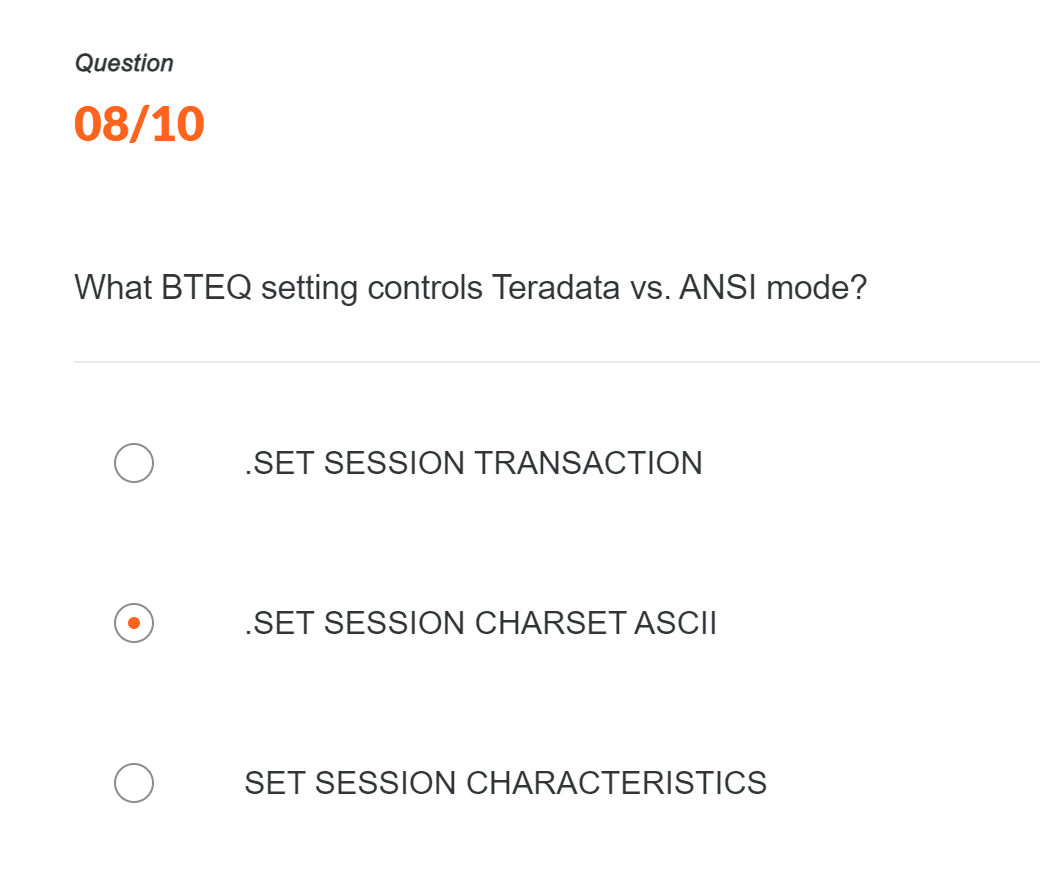 Question
08/10
What BTEQ setting controls Teradata vs. ANSI mode?
.SET SESSION TRANSACTION
.SET SESSION CHARSET ASCII
SET SESSION CHARACTERISTICS